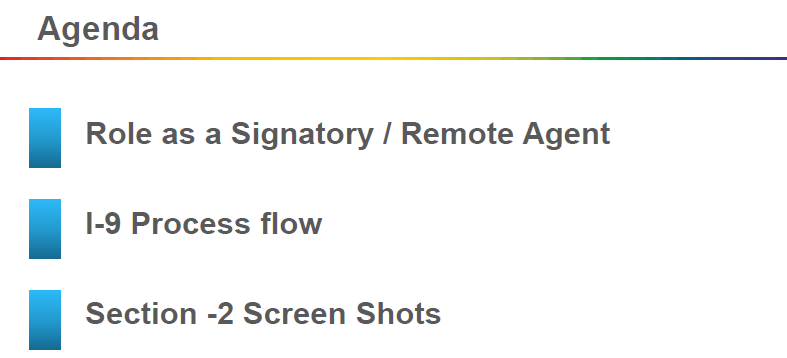 Agenda
Role as a Signatory / Remote Agent
I-9 Process flow
Section -2 Screen Shots